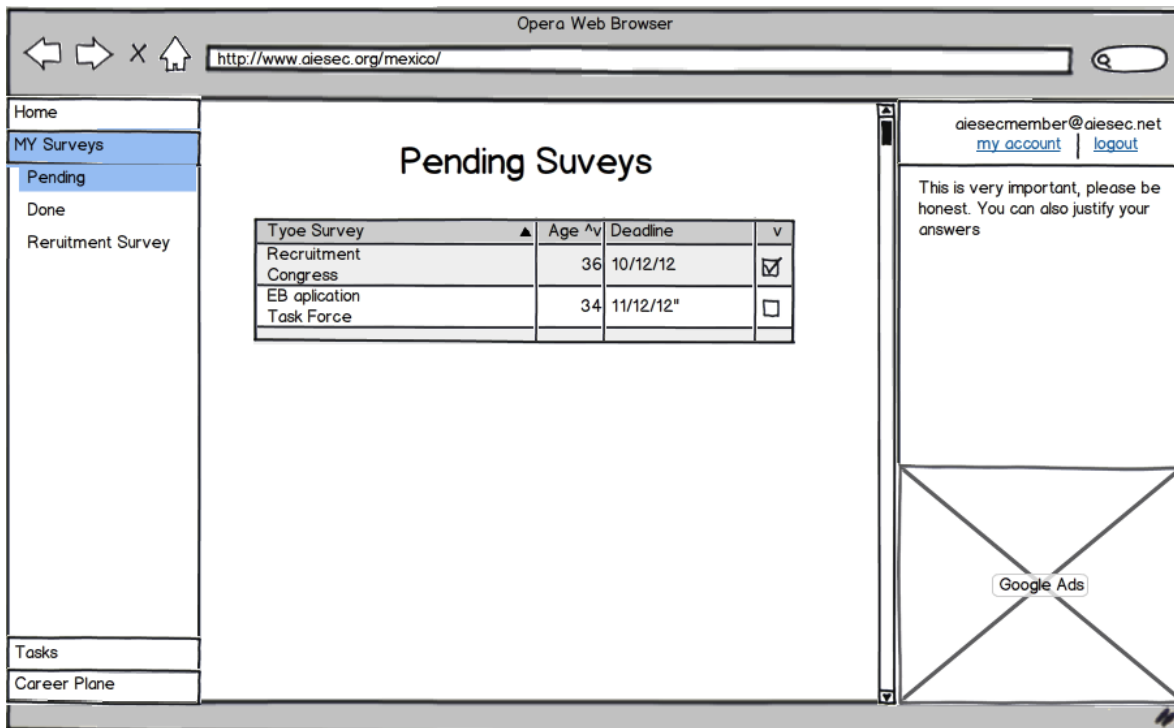 Opera Web Browser
http://www.aiesec.org/mexico/
Home
MY Surveys
Pending
Done
Reruitment Survey
Tasks
Career Plane
Pending Suveys
Tyoe Survey Age ^v Deadline v
Recruitment
Congress 36 10/12/12
EB aplication
Task Force 34 11/12/12"
aiesecmember@aiesec.net
my account logout
This is very important, please be
honest. You can also justify your
answers
Google Ads